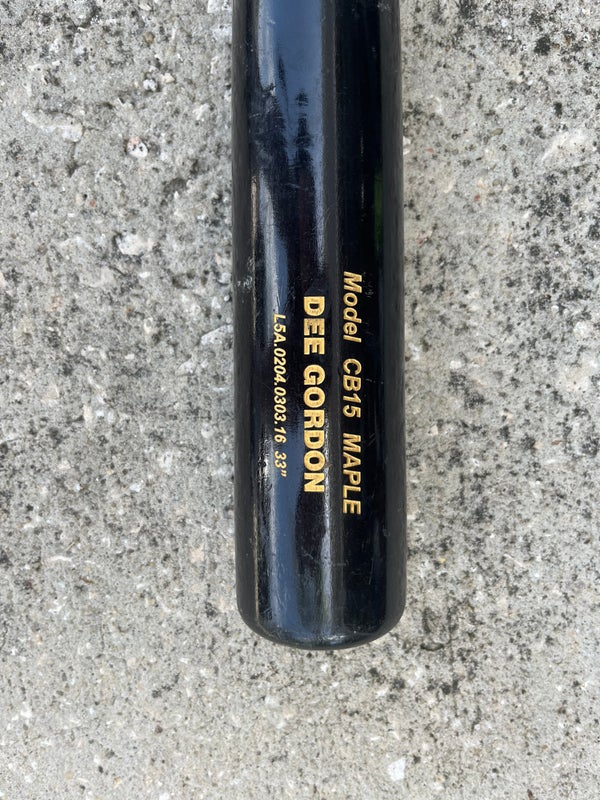 Model CB15 MAPLE
DEE GORDON
L5A.0204.0303.16 33"